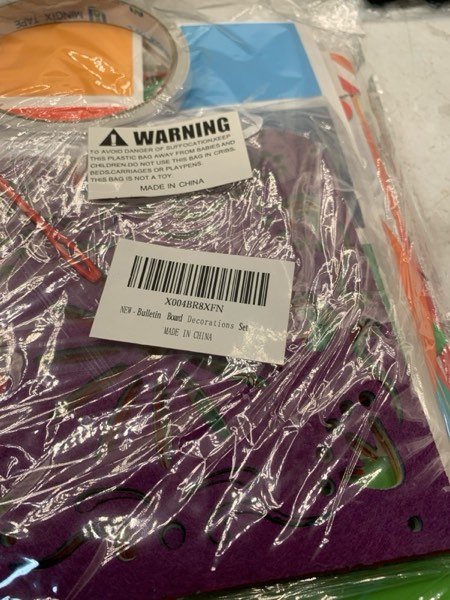 MINGIX TAPE
WARNING
TO AVOID DANGER OF SUFFOCATION,KEEP
THIS PLASTIC BAG AWAY FROM BABIES AND
CHILDREN.DO NOT USE THIS BAG IN CRIBS,
BEDS,CARRIAGES OR PLAYPENS.
THIS BAG IS NOT A TOY.
MADE IN CHINA
X004BR8XFN
NEW-Bulletin Board Decorations Set
MADE IN CHINA